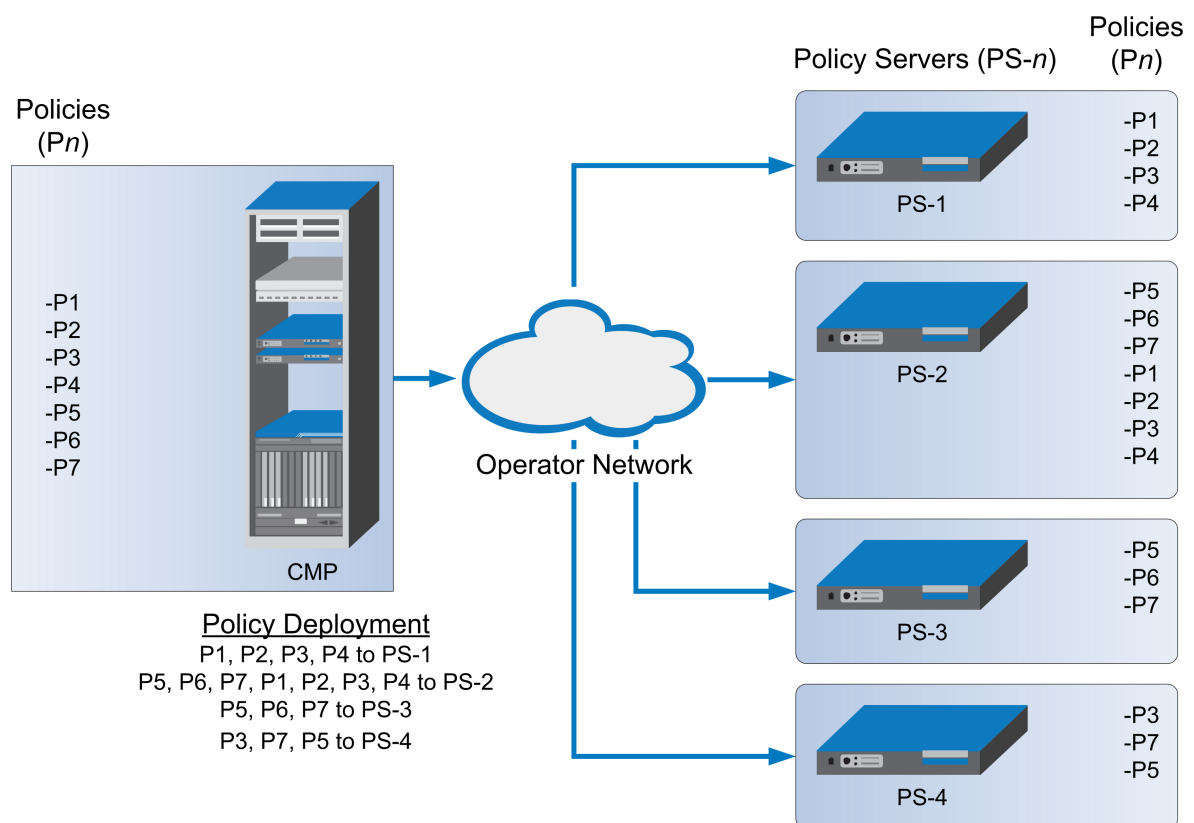 Policies
(Pn)
-P1
-P2
-P3
-P4
-P5
-P6
-P7
CMP
Policy Deployment
P1, P2, P3, P4 to PS-1
P5, P6, P7, P1, P2, P3, P4 to PS-2
P5, P6, P7 to PS-3
P3, P7, P5 to PS-4
Operator Network
Policy Servers (PS-n)
Policies
(Pn)
PS-1
-P1
-P2
-P3
-P4
PS-2
-P5
-P6
-P7
-P1
-P2
-P3
-P4
PS-3
-P5
-P6
-P7
PS-4
-P3
-P7
-P5